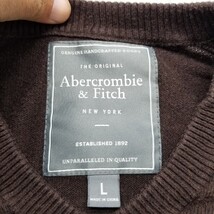 GENUINE HANDCRAFTED GOODS
THE ORIGINAL
Abercrombie
& Fitch
NEW YORK
ESTABLISHED 1892
UNPARALLELED IN QUALITY
L
MADE IN CHINA